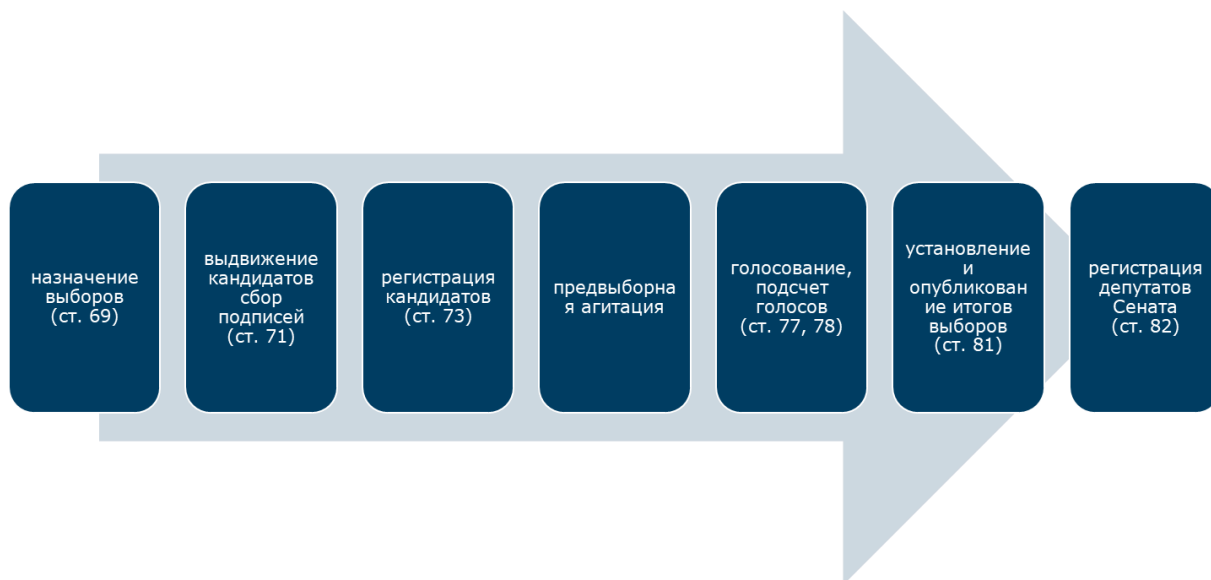 назначение
выборов
(ст. 69)
выдвижение
кандидатов
сбор
подписей
(ст. 71)
регистрация
кандидатов
(ст. 73)
предвыборна
я агитация
голосование,
подсчет
голосов
(ст. 77, 78)
установление
и
опубликован
ие итогов
выборов
(ст. 81)
регистрация
депутатов
Сената
(ст. 82)